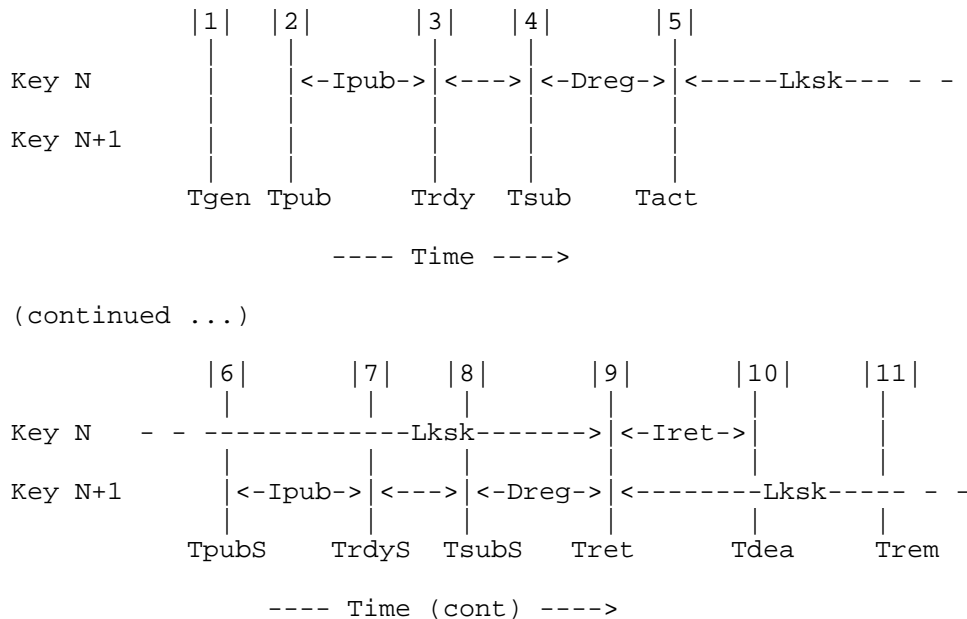 |1| |2| |3| |4| |5|
Key N |<-Ipub->|<--->|<-Dreg->|<-----Lksk--- - -
Key N+1
Tgen Tpub Trdy Tsub Tact
---- Time ---->
(continued ...)
|6| |7| |8| |9| |10| |11|
Key N - - --------------Lksk------->|<-Iret->|
Key N+1 |<-Ipub->|<--->|<-Dreg->|<--------Lksk----- - -
TpubS TrdyS TsubS Tret Tdea Trem
---- Time (cont) ---->